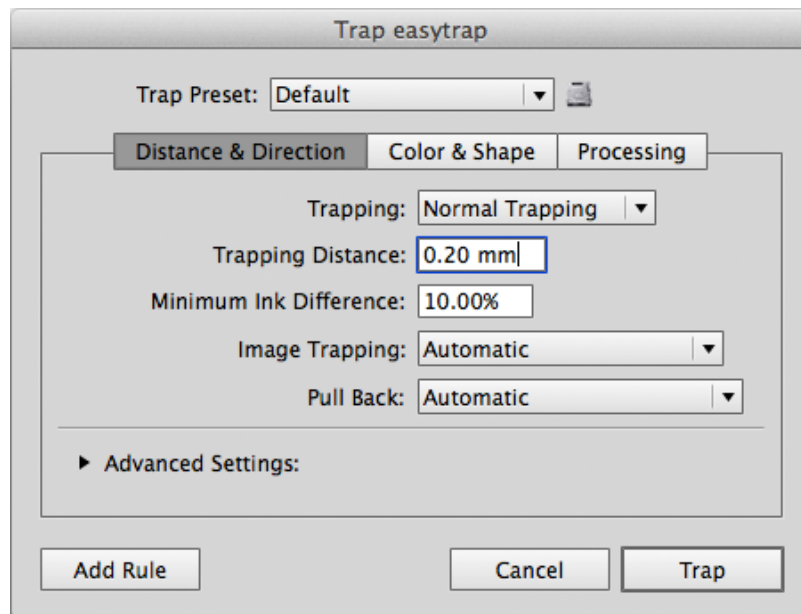 Trap easytrap
Trap Preset: Default
Distance & Direction Color & Shape Processing
Trapping: Normal Trapping
Trapping Distance: 0.20 mm
Minimum Ink Difference: 10.00%
Image Trapping: Automatic
Pull Back: Automatic
Advanced Settings:
Add Rule Cancel Trap